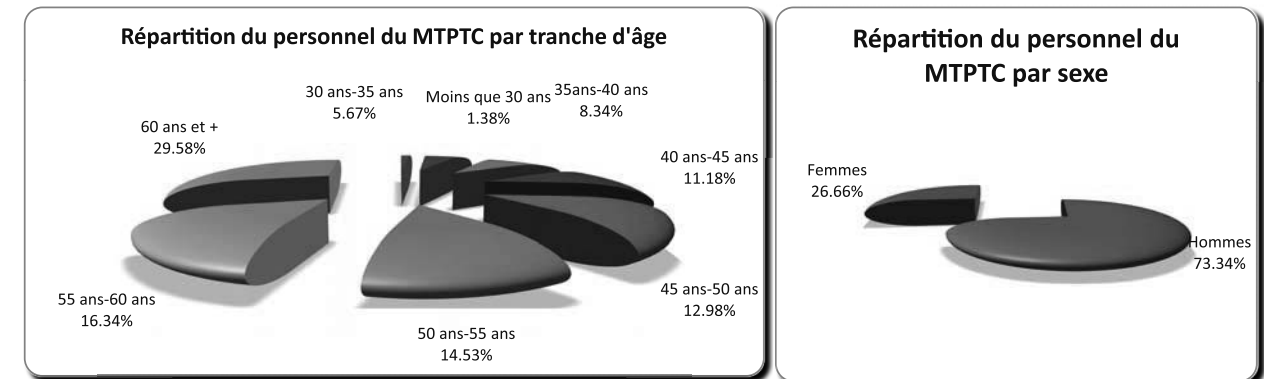 Répartition du personnel du MTPTC par tranche d'âge
30 ans-35 ans
5.67%
Moins que 30 ans
1.38%
35ans-40 ans
8.34%
60 ans et +
29.58%
40 ans-45 ans
11.18%
55 ans-60 ans
16.34%
45 ans-50 ans
12.98%
50 ans-55 ans
14.53%
Répartition du personnel du
MTPTC par sexe
Femmes
26.66%
Hommes
73.34%